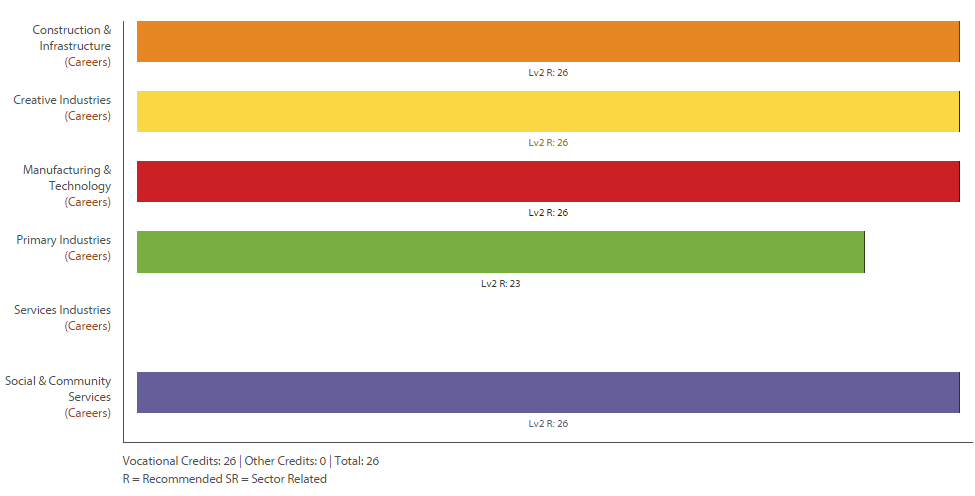 Construction &
Infrastructure
(Careers)
Lv2 R: 26
Creative Industries
(Careers)
Lv2 R: 26
Manufacturing &
Technology
(Careers)
Lv2 R: 26
Primary Industries
(Careers)
Lv2 R: 23
Services Industries
(Careers)
Social & Community
Services
(Careers)
Lv2 R: 26
Vocational Credits: 26 | Other Credits: 0 | Total: 26
R = Recommended SR = Sector Related